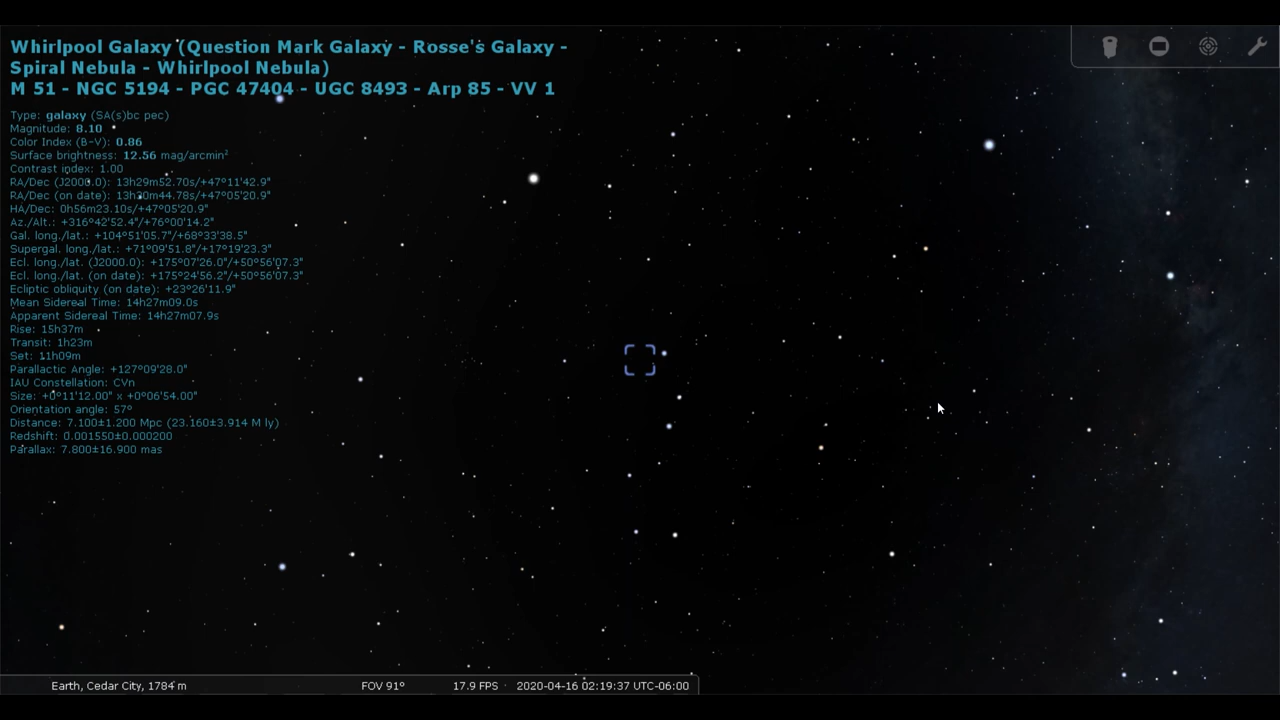 Whirlpool Galaxy (Question Mark Galaxy - Rosse's Galaxy -
Spiral Nebula - Whirlpool Nebula)
M 51 - NGC 5194 - PGC 47404 - UGC 8493 - Arp 85 - VV 1
Type: galaxy (SA(s)bc pec)
Magnitude: 8.10
Color Index (B-V): 0.86
Surface brightness: 12.56 mag/arcmin²
Contrast index: 1.00
RA/Dec (J2000.0): 13h29m52.70s/+47°11'42.9"
RA/Dec (on date): 13h30m44.78s/+47°05'20.9"
HA/Dec: 0h56m23.10s/+47°05'20.9"
Az./Alt.: +316°42'52.4"/+76°00'14.2"
Gal. long./lat.: +104°51'05.7"/+68°33'38.5"
Supergal. long./lat.: +71°09'51.8"/+17°19'23.3"
Ecl. long./lat. (J2000.0): +175°07'26.0"/+50°56'07.3"
Ecl. long./lat. (on date): +175°24'56.2"/+50°56'07.3"
Ecliptic obliquity (on date): +23°26'11.9"
Mean Sidereal Time: 14h27m09.0s
Apparent Sidereal Time: 14h27m07.9s
Rise: 15h37m
Transit: 1h23m
Set: 11h09m
Parallactic Angle: +127°09'28.0"
IAU Constellation: CVn
Size: +0°11'12.00" x +0°06'54.00"
Orientation angle: 57°
Distance: 7.100±1.200 Mpc (23.160±3.914 M ly)
Redshift: 0.001550±0.000200
Parallax: 7.800±16.900 mas
Earth, Cedar City, 1784 m FOV 91° 17.9 FPS 2020-04-16 02:19:37 UTC-06:00